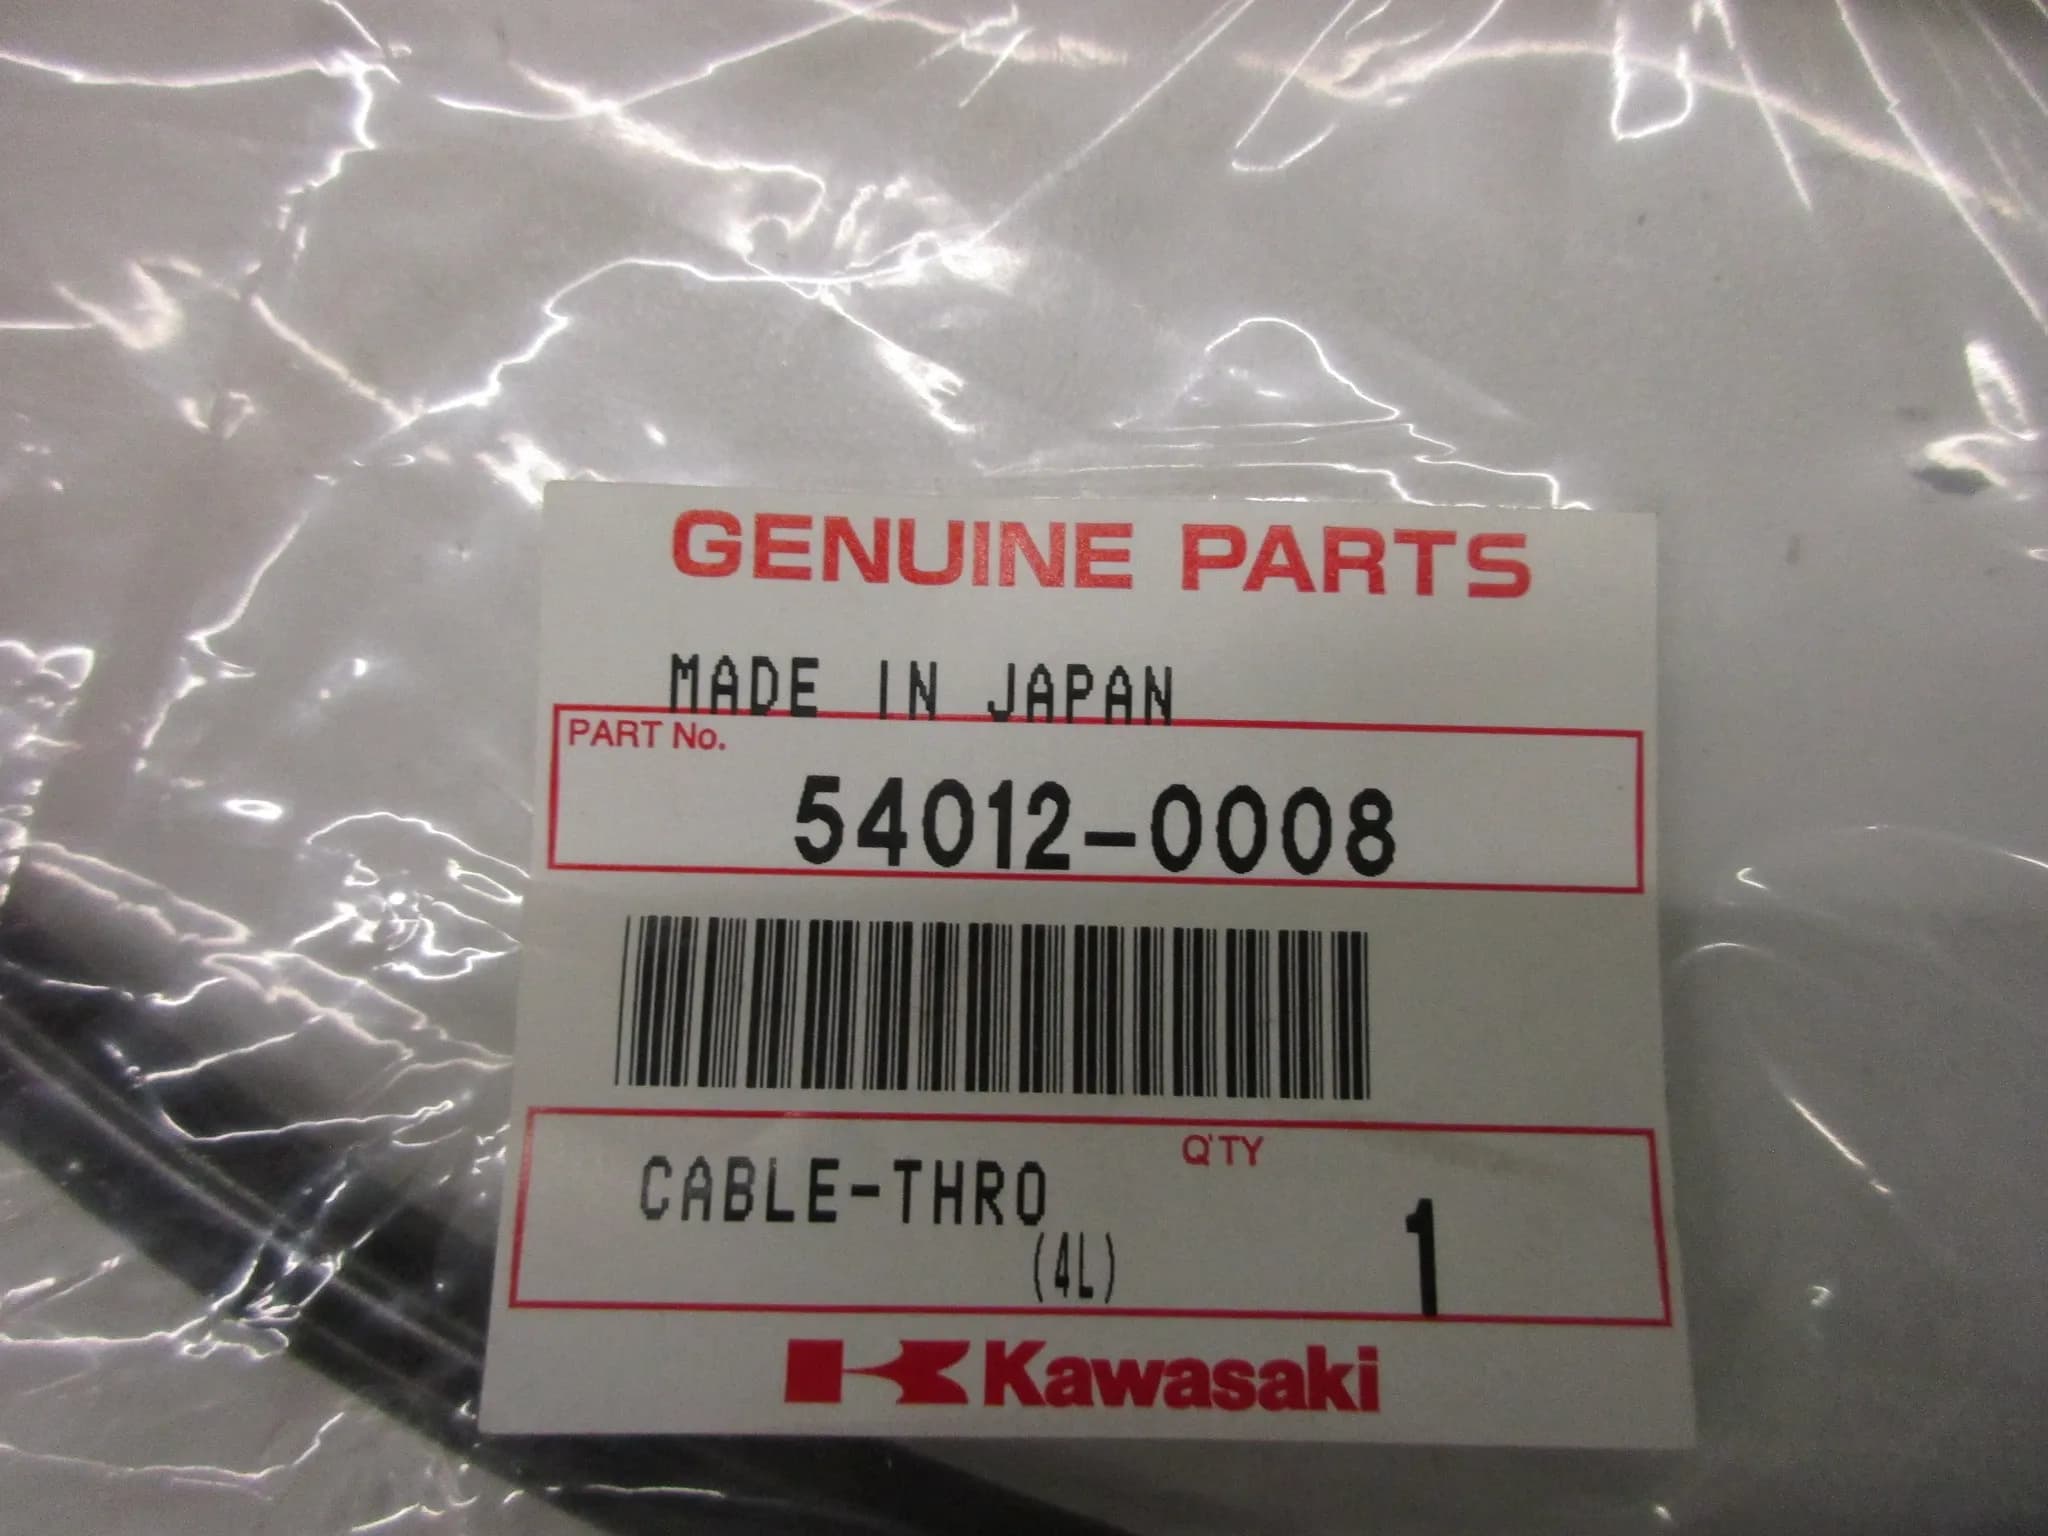 GENUINE PARTS
MADE IN JAPAN
PART No.
54012-0008
Q'TY
CABLE-THRO
(4L)
1
Kawasaki